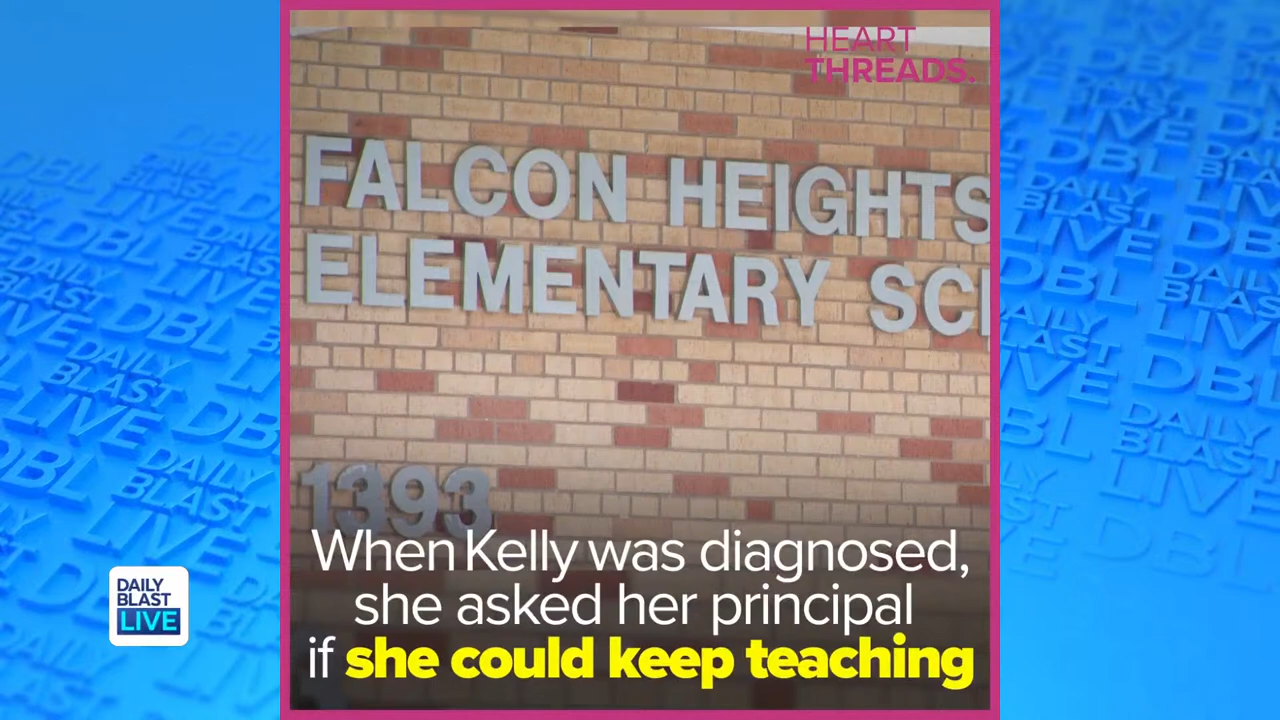 HEART
THREADS.
FALCON HEIGHTS
ELEMENTARY
1393
When Kelly was diagnosed,
she asked her principal
if she could keep teaching
DAILY
BLAST
LIVE